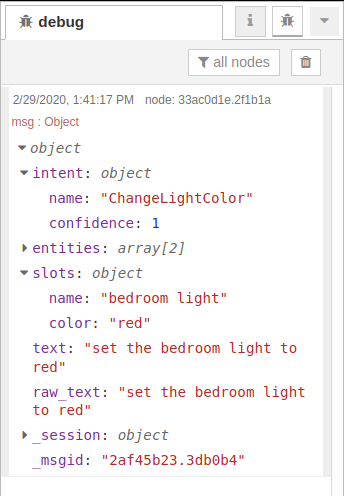 debug
i
all nodes
2/29/2020, 1:41:17 PM node: 33ac0d1e.2f1b1a
msg : Object
object
intent: object
name: "ChangeLightColor"
confidence: 1
entities: array[2]
slots: object
name: "bedroom light"
color: "red"
text: "set the bedroom light to
red"
raw_text: "set the bedroom light
to red"
_session: object
_msgid: "2af45b23.3db0b4"